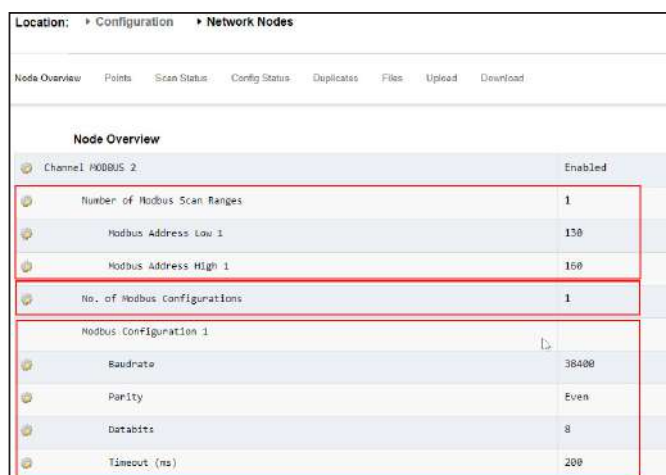 Location: Configuration Network Nodes
Node Overview Points Scan Status Config Status Duplicates Files Upload Download
Node Overview
Channel MODBUS 2 Enabled
Number of Modbus Scan Ranges 1
Modbus Address Low 1 130
Modbus Address High 1 160
No. of Modbus Configurations 1
Modbus Configuration 1
Baudrate 38400
Parity Even
Databits 8
Timeout (ms) 200